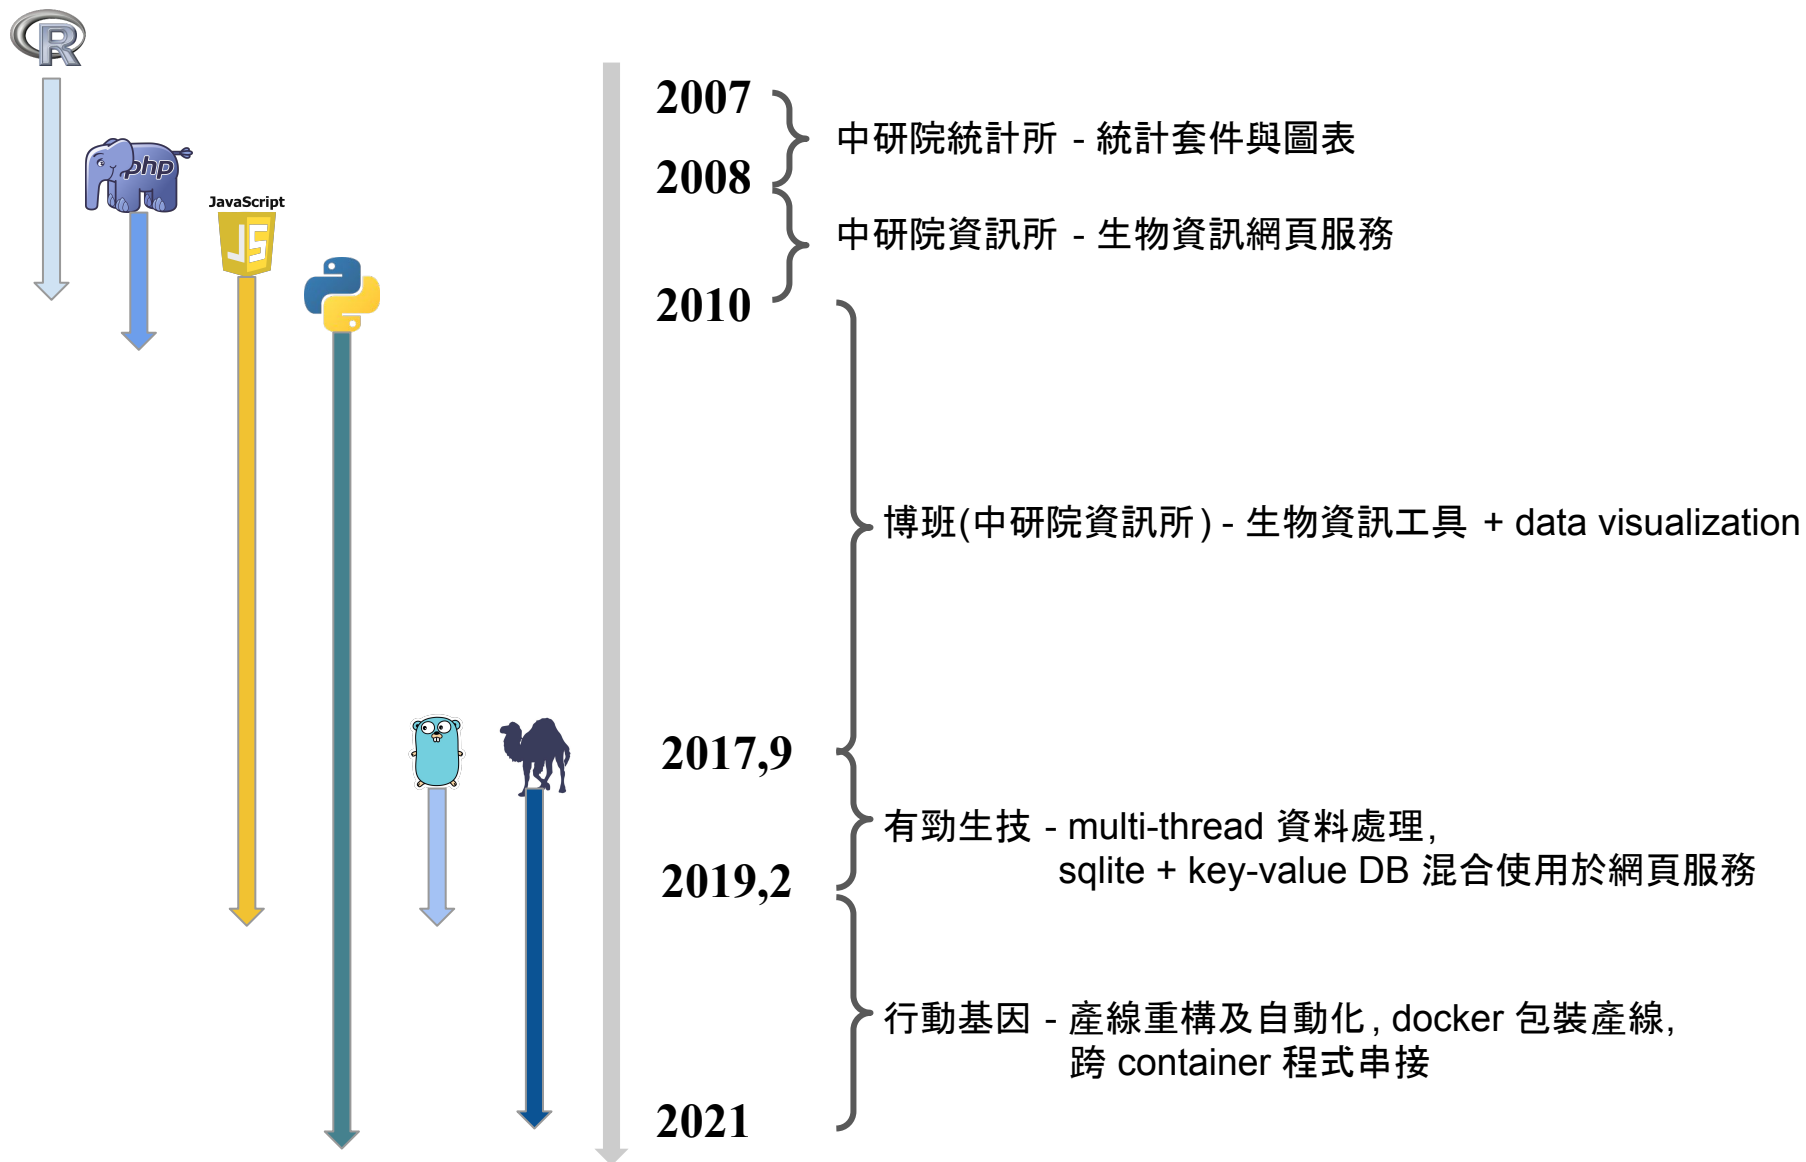 R
php
JavaScript
JS
2007
中研院統計所 - 統計套件與圖表
2008
中研院資訊所 - 生物資訊網頁服務
2010
博班(中研院資訊所) - 生物資訊工具 + data visualization
2017,9
有勁生技 - multi-thread 資料處理,
sqlite + key-value DB 混合使用於網頁服務
2019,2
行動基因 - 產線重構及自動化, docker 包裝產線,
跨 container 程式串接
2021